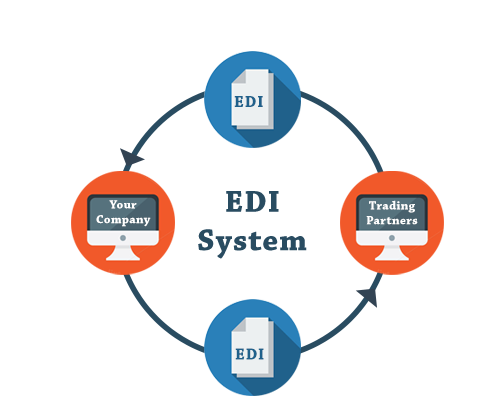 EDI
Your
Company
EDI
System
Trading
Partners
EDI